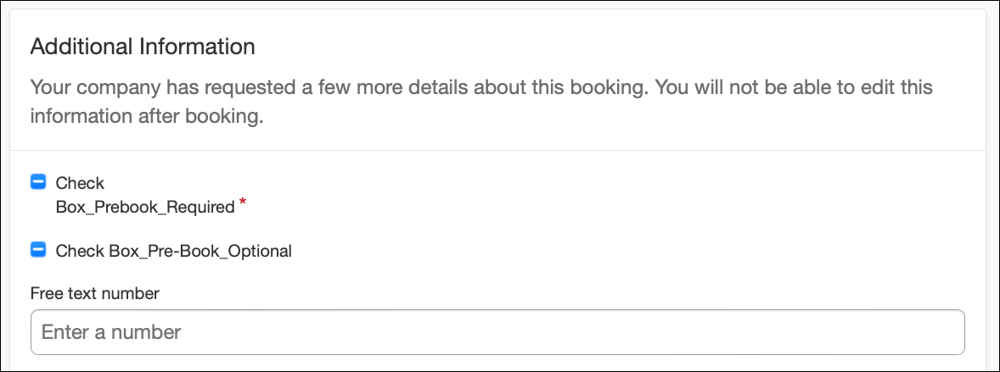 Additional Information
Your company has requested a few more details about this booking. You will not be able to edit this
information after booking.
Check
Box_Prebook_Required *
Check Box_Pre-Book_Optional
Free text number
Enter a number